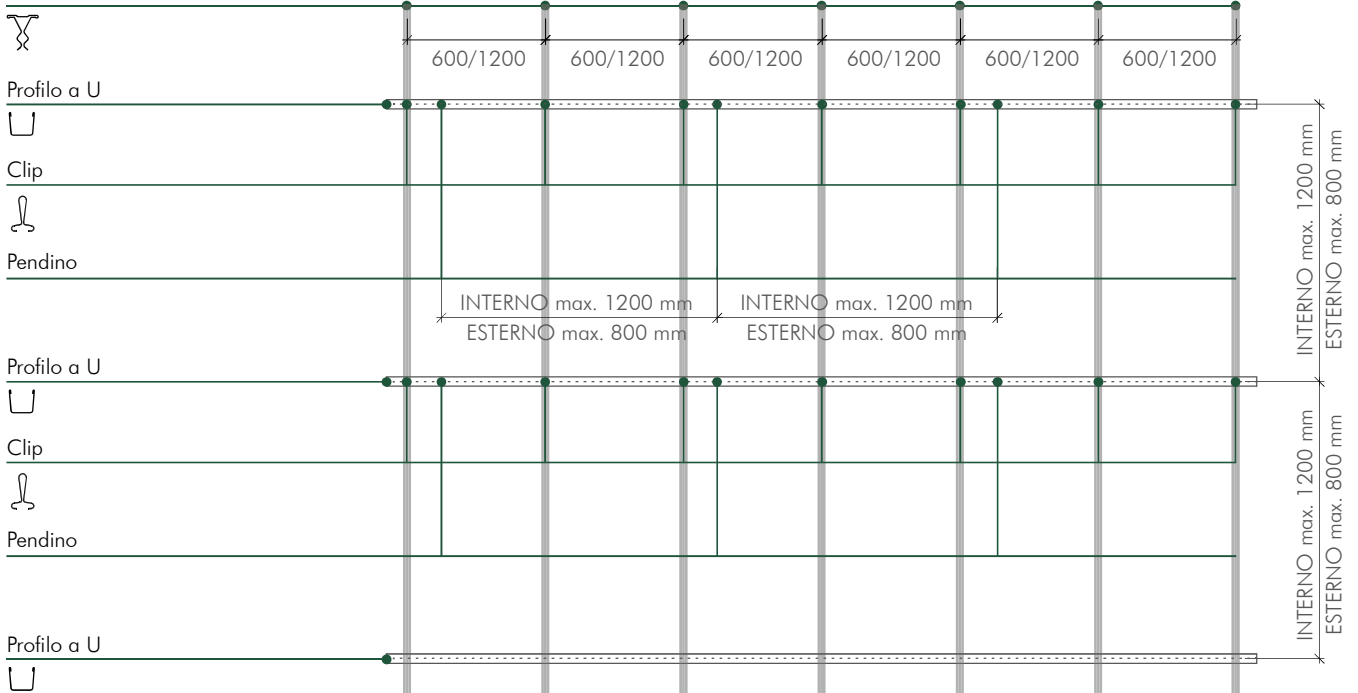 600/1200 600/1200 600/1200 600/1200 600/1200 600/1200
Profilo a U
Clip
Pendino
INTERNO max. 1200 mm INTERNO max. 1200 mm
ESTERNO max. 800 mm ESTERNO max. 800 mm
INTERNO max. 1200 mm
ESTERNO max. 800 mm
Profilo a U
Clip
Pendino
INTERNO max. 1200 mm
ESTERNO max. 800 mm
Profilo a U